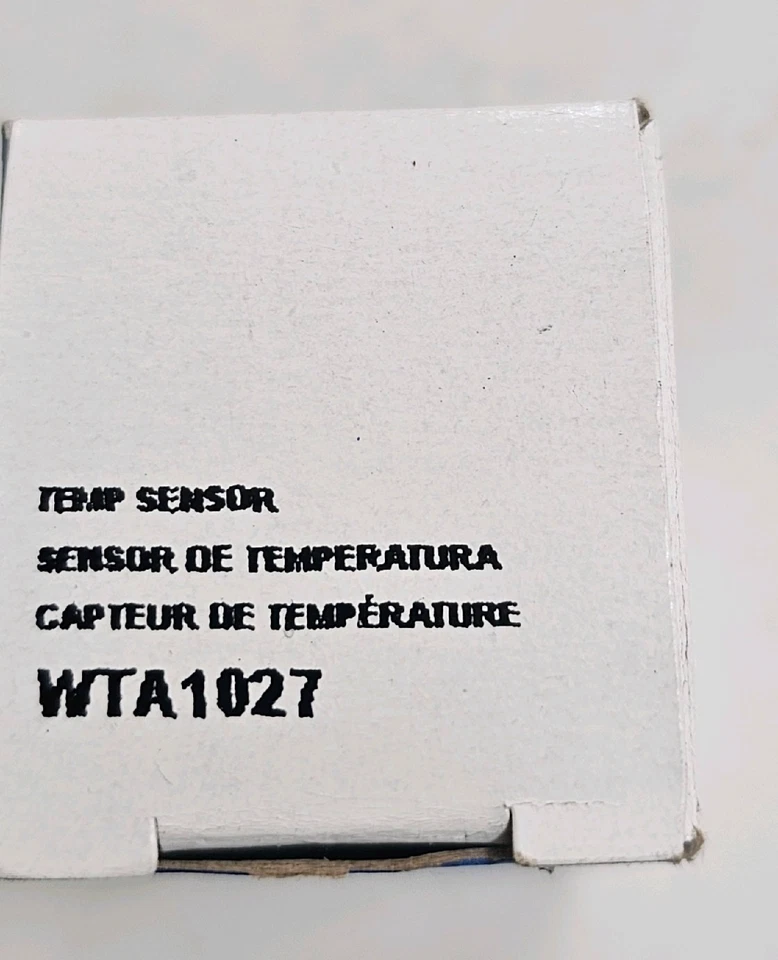 TEMP SENSOR
SENSOR DE TEMPERATURA
CAPTEUR DE TEMPÉRATURE
WTA1027